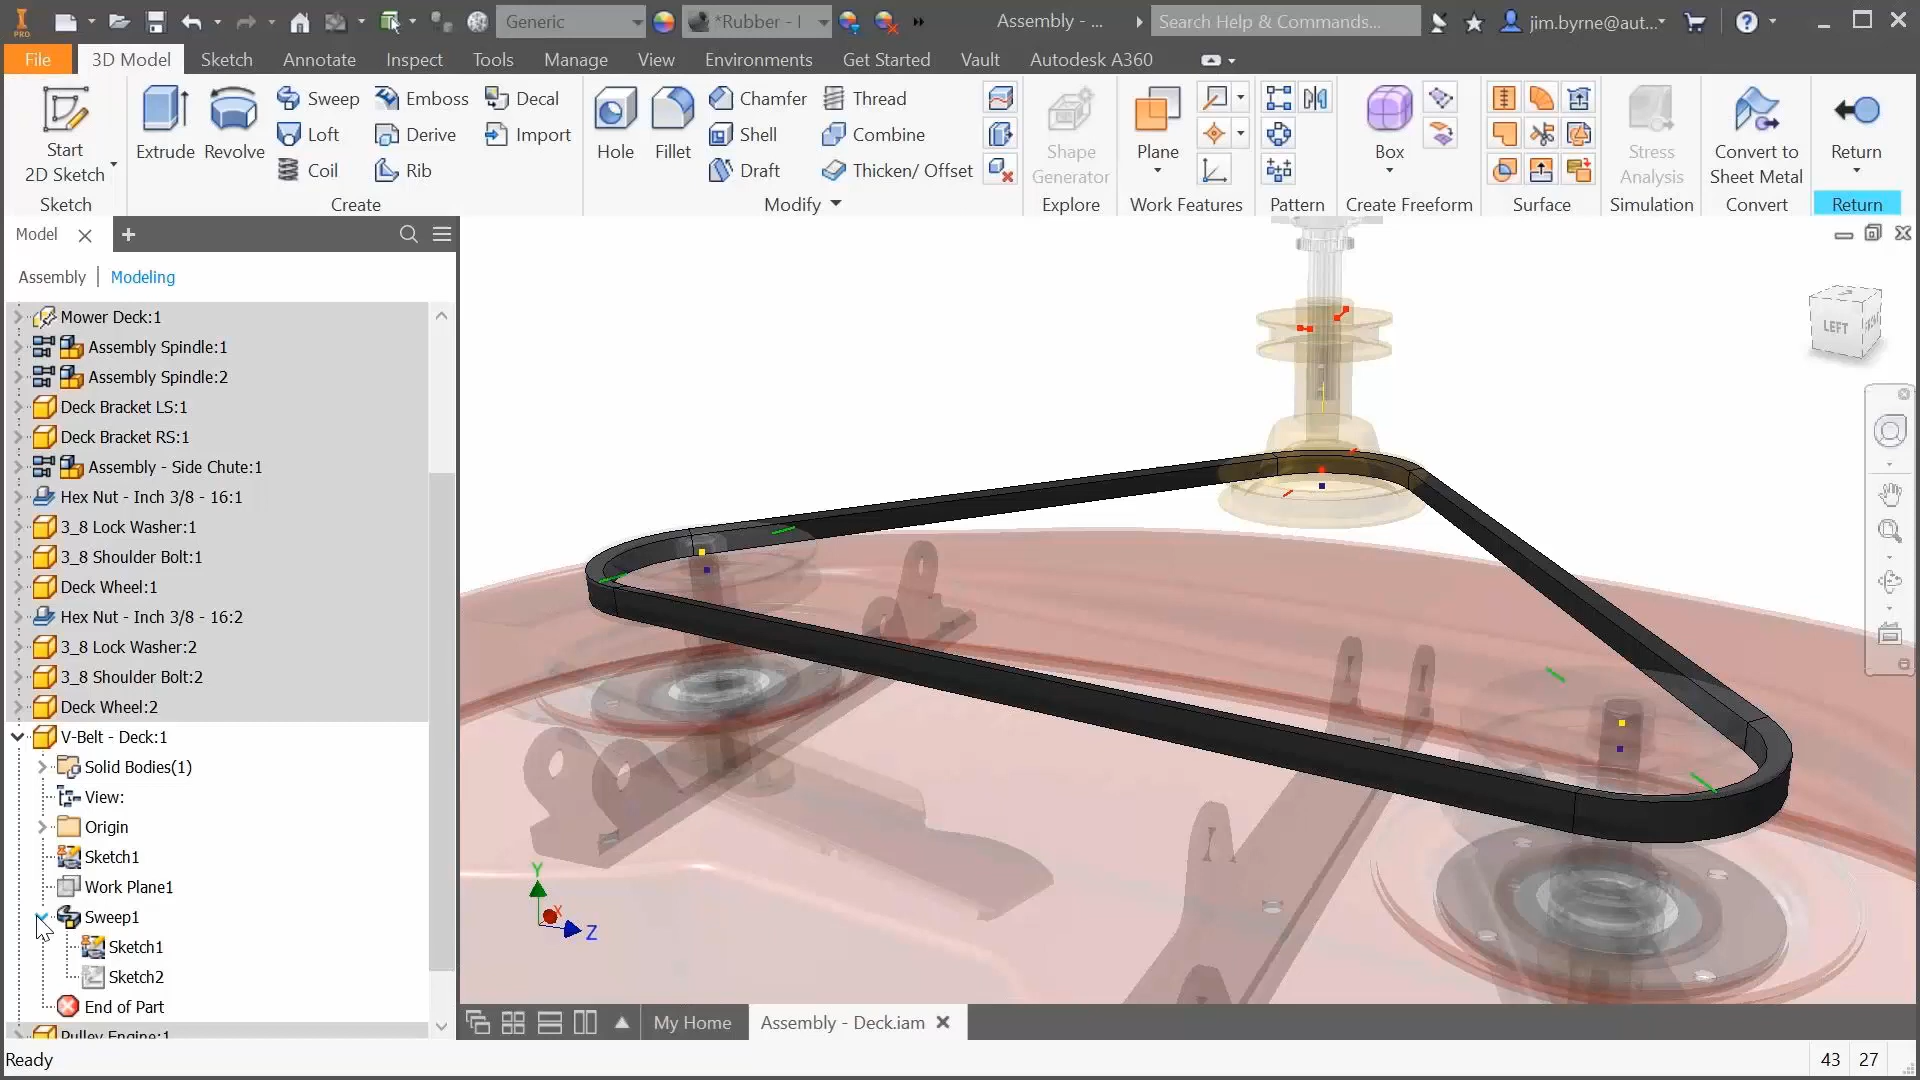 PRO
Generic
*Rubber - I
Assembly - ...
Search Help & Commands...
jim.byrne@aut...
File
3D Model
Sketch
Annotate
Inspect
Tools
Manage
View
Environments
Get Started
Vault
Autodesk A360
Start
2D Sketch
Sketch
Extrude
Revolve
Sweep
Loft
Coil
Emboss
Derive
Rib
Decal
Import
Create
Hole
Fillet
Chamfer
Shell
Draft
Thread
Combine
Thicken/ Offset
Modify
Shape
Generator
Explore
Plane
Work Features
Pattern
Box
Create Freeform
Surface
Stress
Analysis
Simulation
Convert to
Sheet Metal
Convert
Return
Return
Model
Assembly
Modeling
Mower Deck:1
Assembly Spindle:1
Assembly Spindle:2
Deck Bracket LS:1
Deck Bracket RS:1
Assembly - Side Chute:1
Hex Nut - Inch 3/8 - 16:1
3_8 Lock Washer:1
3_8 Shoulder Bolt:1
Deck Wheel:1
Hex Nut - Inch 3/8 - 16:2
3_8 Lock Washer:2
3_8 Shoulder Bolt:2
Deck Wheel:2
V-Belt - Deck:1
Solid Bodies(1)
View:
Origin
Sketch1
Work Plane1
Sweep1
Sketch1
Sketch2
End of Part
Pulley Engine:1
LEFT
Y
X
Z
My Home
Assembly - Deck.iam
Ready
43
27